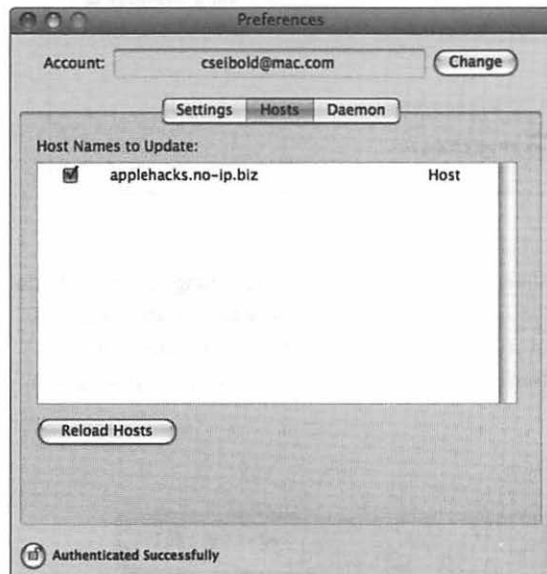 Preferences
Account: cseibold@mac.com Change
Settings Hosts Daemon
Host Names to Update:
applehacks.no-ip.biz Host
Reload Hosts
Authenticated Successfully